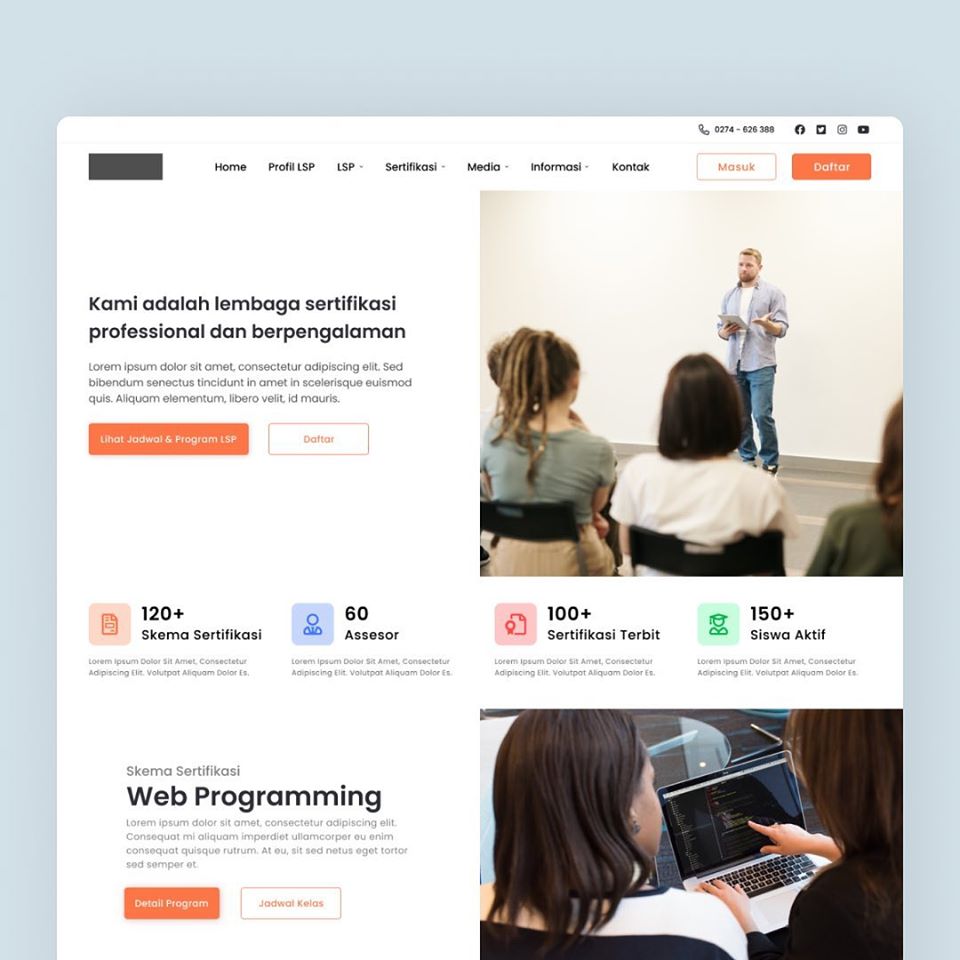 0274 - 626 388
Home Profil LSP LSP Sertifikasi Media Informasi Kontak Masuk Daftar
Kami adalah lembaga sertifikasi
professional dan berpengalaman
Lorem ipsum dolor sit amet, consectetur adipiscing elit. Sed
bibendum senectus tincidunt in amet in scelerisque euismod
quis. Aliquam elementum, libero velit, id mauris.
Lihat Jadwal & Program LSP Daftar
120+
Skema Sertifikasi
Lorem Ipsum Dolor Sit Amet, Consectetur
Adipiscing Elit. Volutpat Aliquam Dolor Es.
60
Assesor
Lorem Ipsum Dolor Sit Amet, Consectetur
Adipiscing Elit. Volutpat Aliquam Dolor Es.
100+
Sertifikasi Terbit
Lorem Ipsum Dolor Sit Amet, Consectetur
Adipiscing Elit. Volutpat Aliquam Dolor Es.
150+
Siswa Aktif
Lorem Ipsum Dolor Sit Amet, Consectetur
Adipiscing Elit. Volutpat Aliquam Dolor Es.
Skema Sertifikasi
Web Programming
Lorem ipsum dolor sit amet, consectetur adipiscing elit.
Consequat mi aliquam imperdiet ullamcorper eu enim
consequat quisque rutrum. At eu, sit sed netus eget tortor
sed semper et.
Detail Program Jadwal Kelas